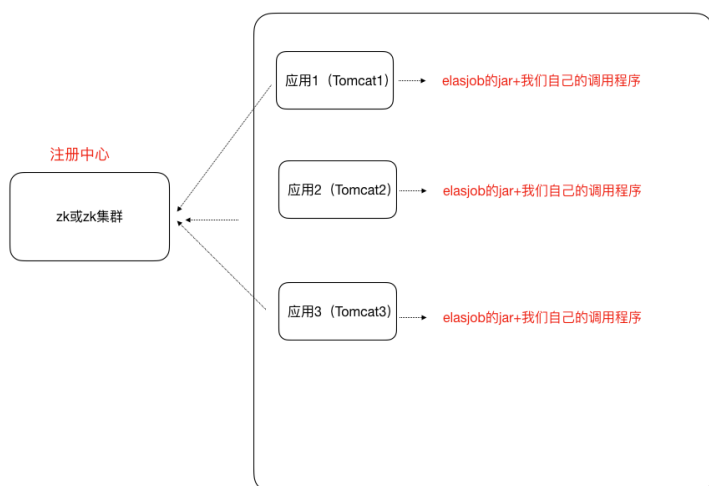 应用1（Tomcat1）
elasjob的jar+我们自己的调用程序
注册中心
应用2（Tomcat2）
elasjob的jar+我们自己的调用程序
zk或zk集群
应用3（Tomcat3）
elasjob的jar+我们自己的调用程序